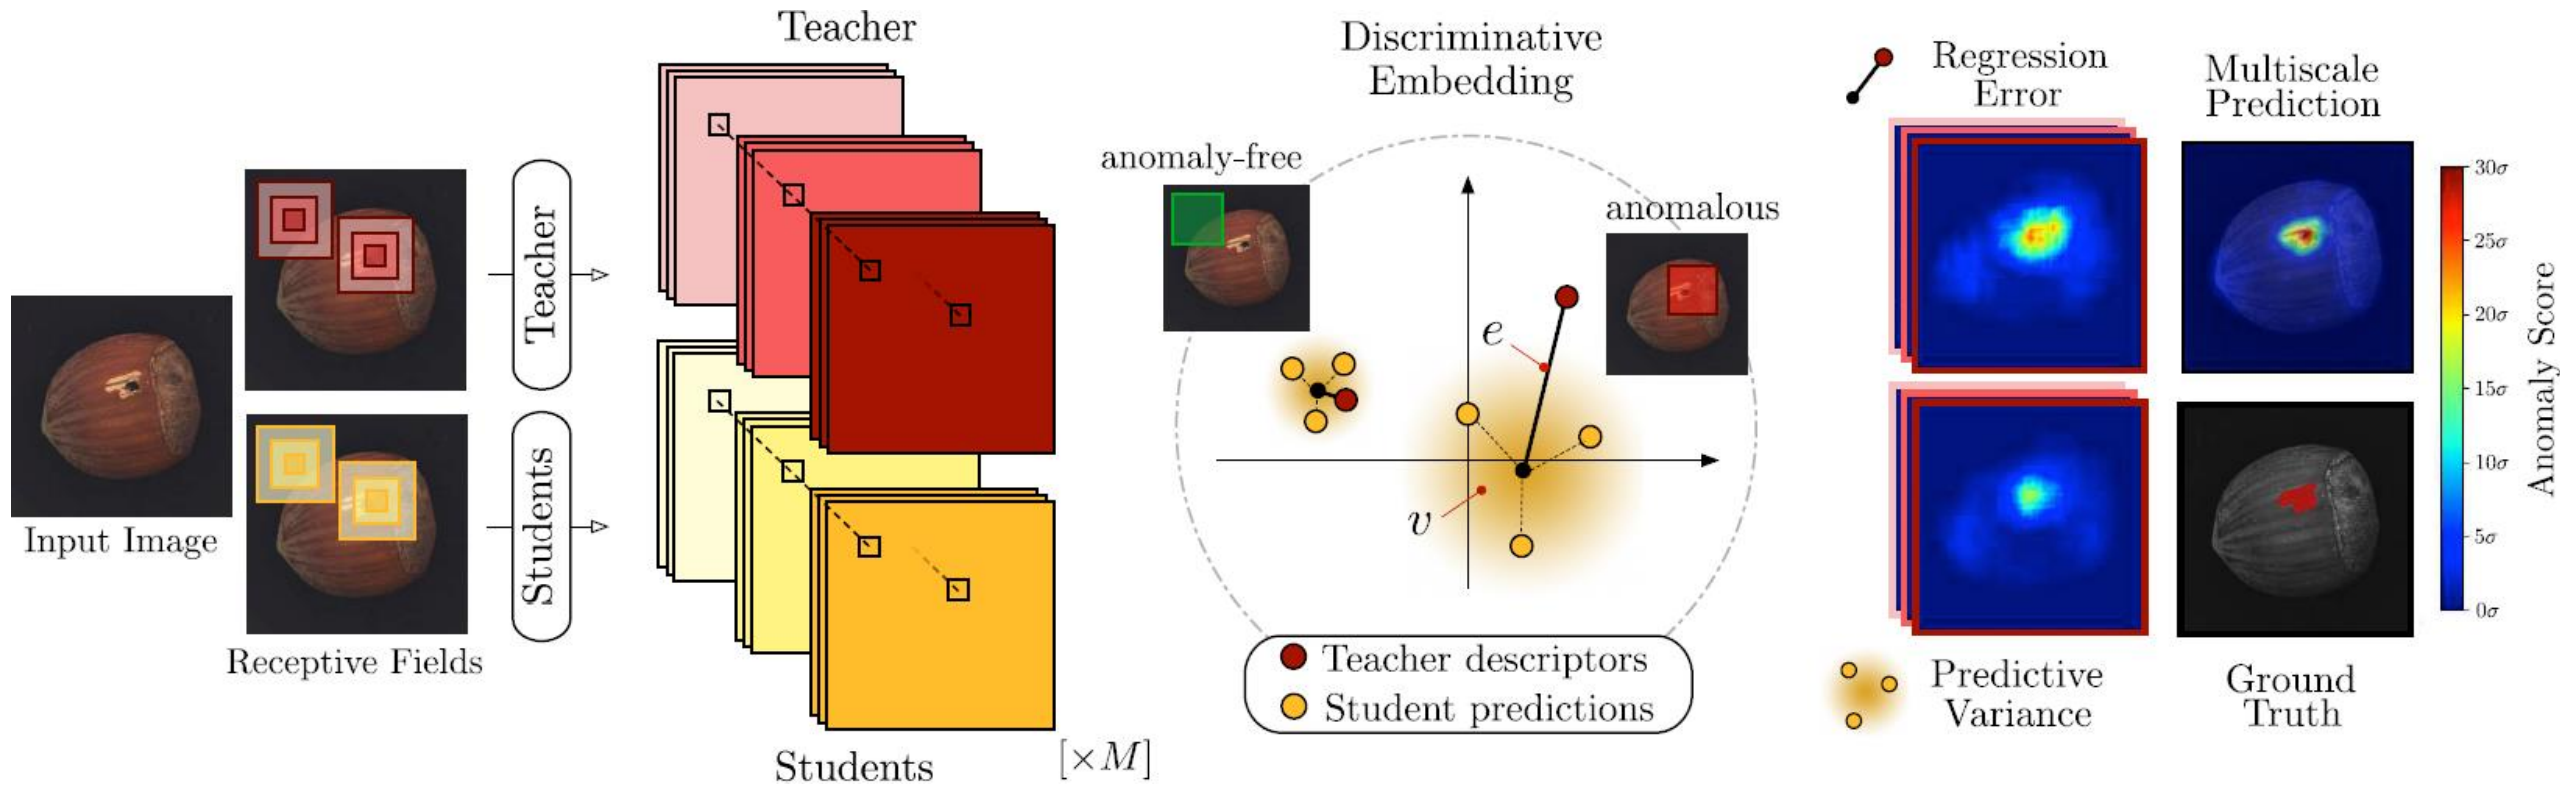 Input Image
Receptive Fields
Teacher
Students
Teacher
Students
[×M]
Discriminative
Embedding
anomaly-free
anomalous
e
v
Teacher descriptors
Student predictions
Regression
Error
Multiscale
Prediction
Predictive
Variance
Ground
Truth
30σ
25σ
20σ
15σ
10σ
5σ
0σ
Anomaly Score